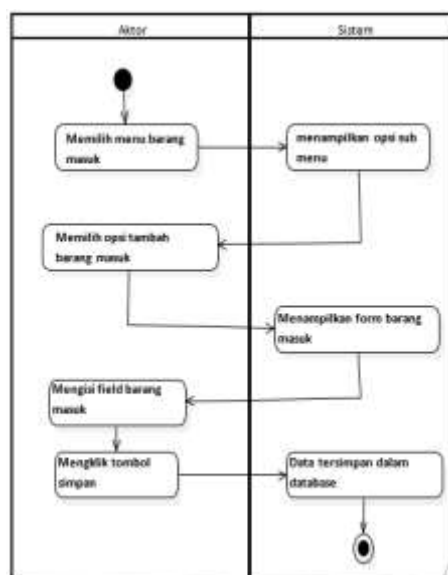 Aktor
Sistem
Memilih menu barang
masuk
menampilkan opsi sub
menu
Memilih opsi tambah
barang masuk
Menampilkan form barang
masuk
Mengisi field barang
masuk
Mengklik tombol
simpan
Data tersimpan dalam
database